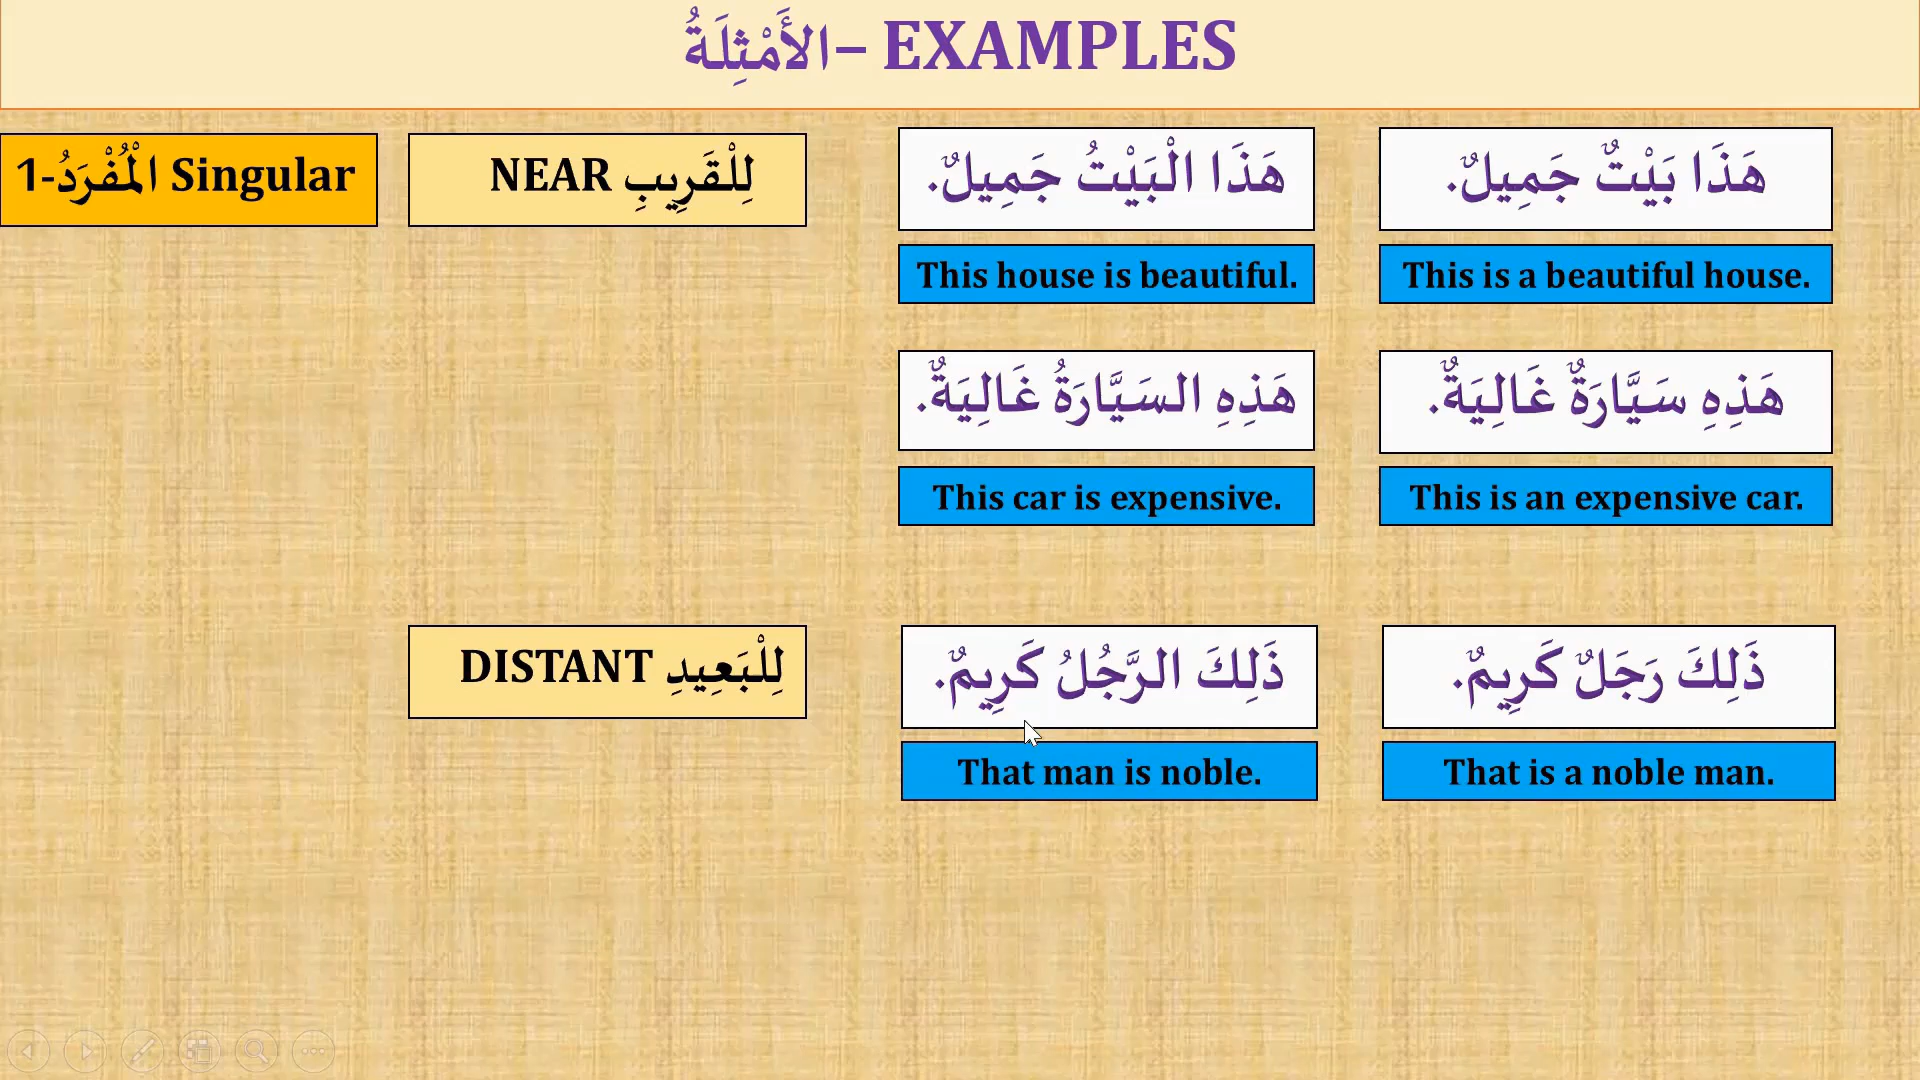 الأَمْثِلَةُ – EXAMPLES
1-الْمُفْرَدُ Singular
NEAR لِلْقَرِيبِ
هَذَا الْبَيْتُ جَمِيلٌ.
هَذَا بَيْتٌ جَمِيلٌ.
This house is beautiful.
This is a beautiful house.
هَذِهِ السَيَّارَةُ غَالِيَةٌ.
هَذِهِ سَيَّارَةٌ غَالِيَةٌ.
This car is expensive.
This is an expensive car.
DISTANT لِلْبَعِيدِ
ذَلِكَ الرَّجُلُ كَرِيمٌ.
ذَلِكَ رَجَلٌ كَرِيمٌ.
That man is noble.
That is a noble man.